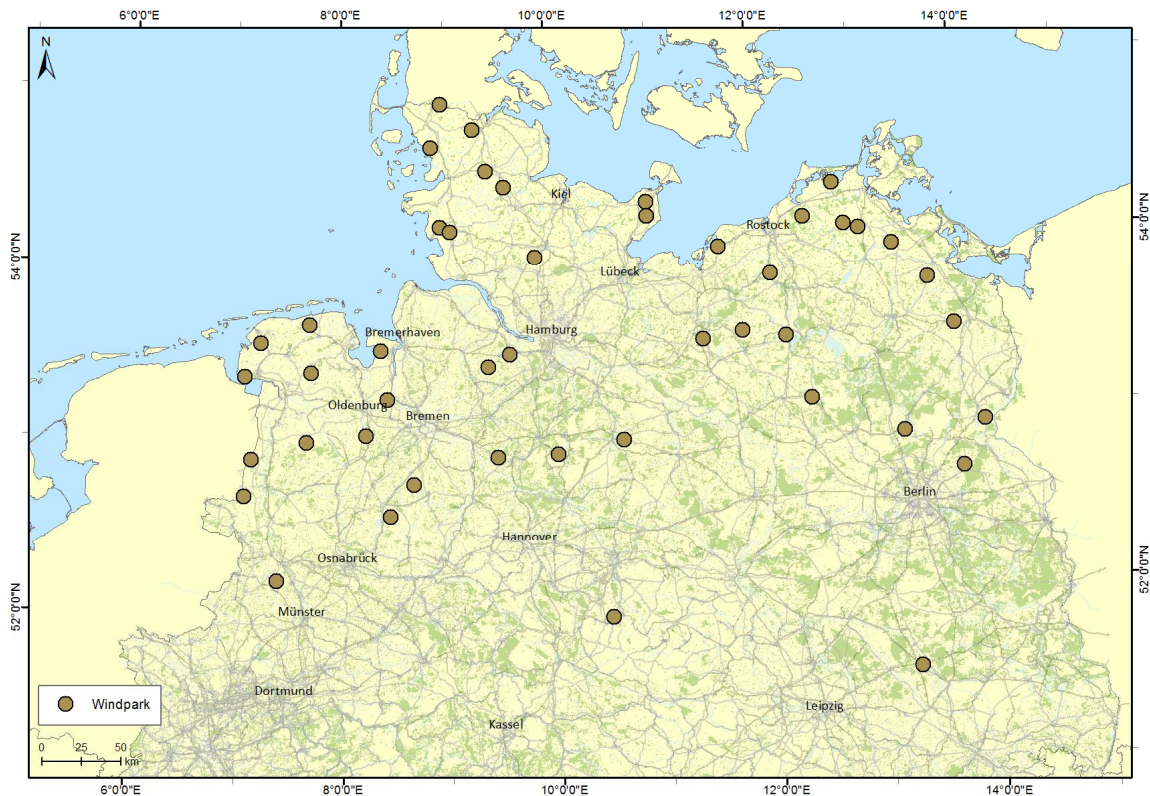 6°0'0"E 8°0'0"E 10°0'0"E 12°0'0"E 14°0'0"E
N
Kiel
54°0'0"N
Rostock
54°0'0"N
Lübeck
Hamburg
Bremerhaven
Oldenburg
Bremen
Berlin
Hannover
Osnabrück
52°0'0"N
52°0'0"N
Münster
Dortmund
Windpark
Leipzig
Kassel
0 25 50
km
6°0'0"E 8°0'0"E 10°0'0"E 12°0'0"E 14°0'0"E